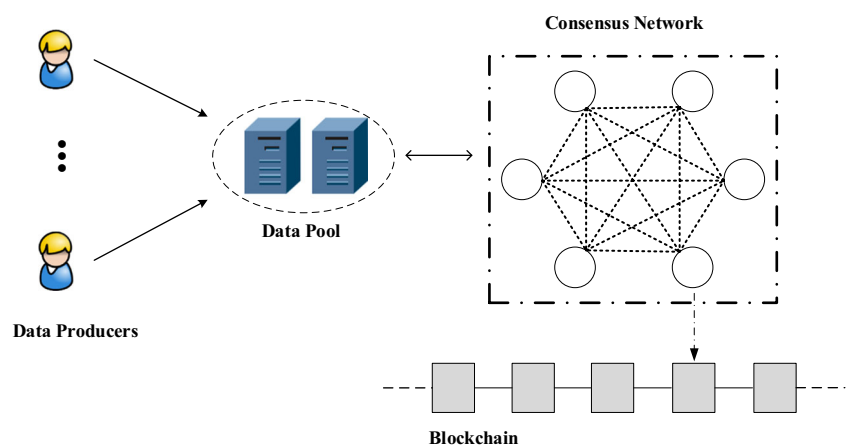 Consensus Network
Data Pool
Data Producers
Blockchain